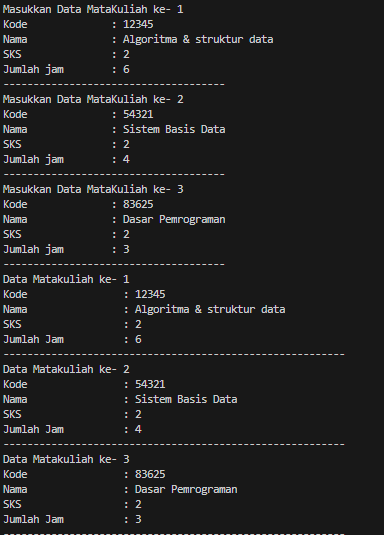 Masukkan Data MataKuliah ke- 1
Kode : 12345
Nama : Algoritma & struktur data
SKS : 2
Jumlah jam : 6
-------------------------------------
Masukkan Data MataKuliah ke- 2
Kode : 54321
Nama : Sistem Basis Data
SKS : 2
Jumlah jam : 4
-------------------------------------
Masukkan Data MataKuliah ke- 3
Kode : 83625
Nama : Dasar Pemrograman
SKS : 2
Jumlah jam : 3
-------------------------------------
Data Matakuliah ke- 1
Kode : 12345
Nama : Algoritma & struktur data
SKS : 2
Jumlah Jam : 6
---------------------------------------------------------
Data Matakuliah ke- 2
Kode : 54321
Nama : Sistem Basis Data
SKS : 2
Jumlah Jam : 4
---------------------------------------------------------
Data Matakuliah ke- 3
Kode : 83625
Nama : Dasar Pemrograman
SKS : 2
Jumlah Jam : 3
---------------------------------------------------------